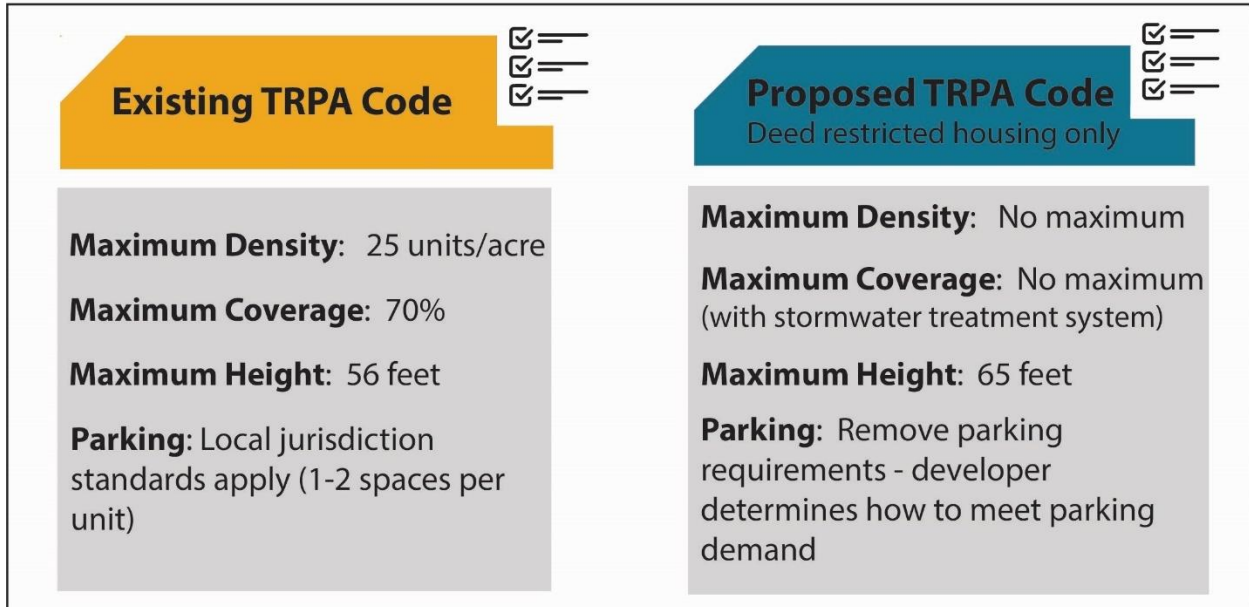 Existing TRPA Code
Maximum Density: 25 units/acre
Maximum Coverage: 70%
Maximum Height: 56 feet
Parking: Local jurisdiction
standards apply (1-2 spaces per
unit)
Proposed TRPA Code
Deed restricted housing only
Maximum Density: No maximum
Maximum Coverage: No maximum
(with stormwater treatment system)
Maximum Height: 65 feet
Parking: Remove parking
requirements - developer
determines how to meet parking
demand